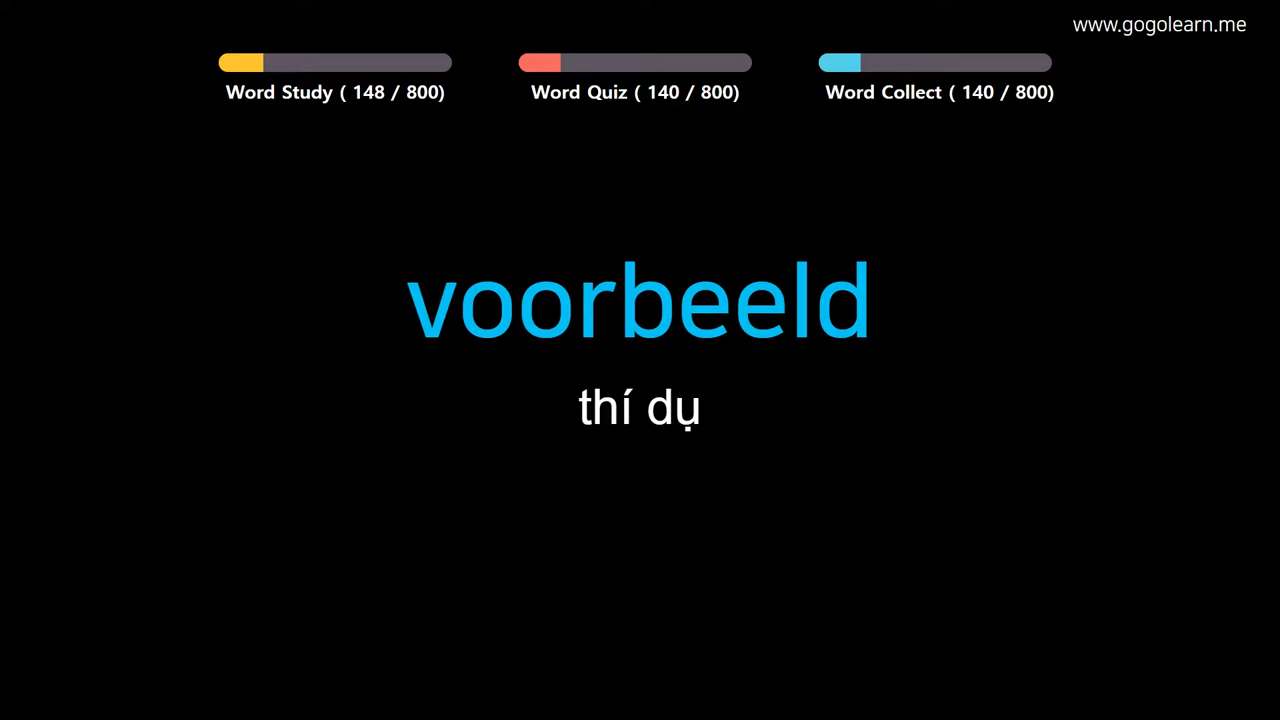 www.gogolearn.me
Word Study ( 148 / 800)
Word Quiz ( 140 / 800)
Word Collect ( 140 / 800)
voorbeeld
thí dụ